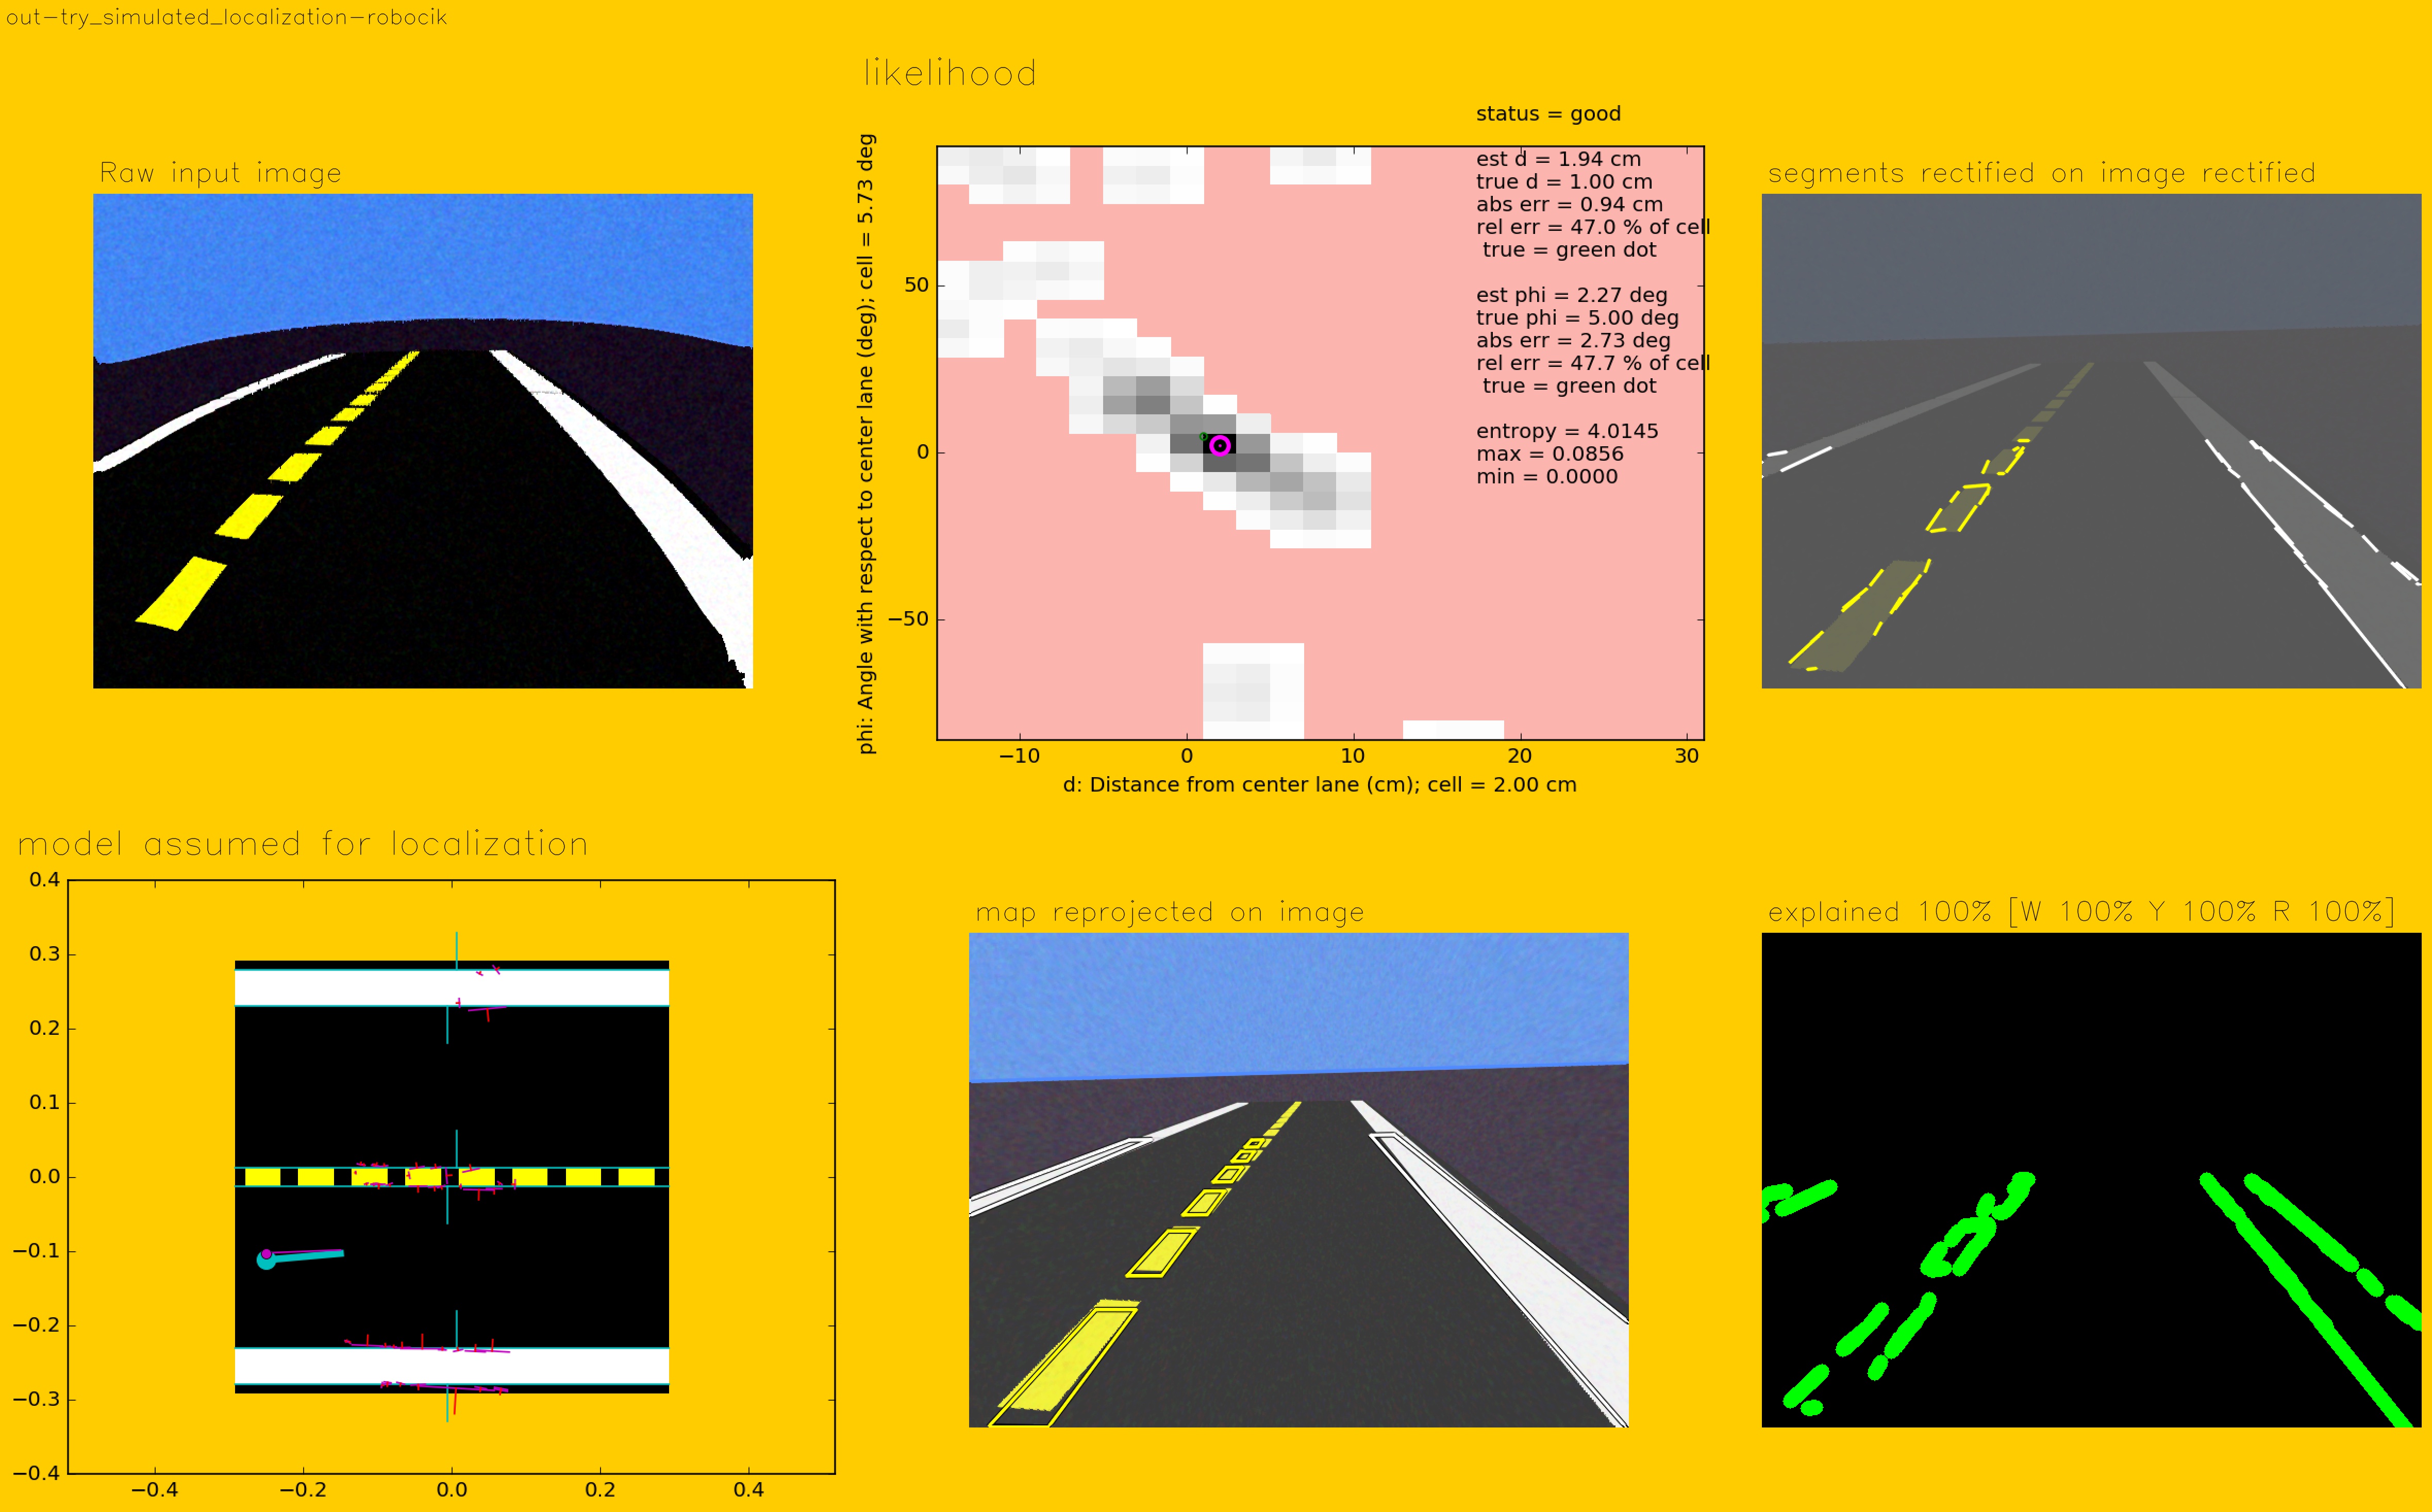 out-try_simulated_localization-robocik
likelihood
status = good
Raw input image
est d = 1.94 cm
true d = 1.00 cm
abs err = 0.94 cm
rel err = 47.0 % of cell
true = green dot
est phi = 2.27 deg
true phi = 5.00 deg
abs err = 2.73 deg
rel err = 47.7 % of cell
true = green dot
entropy = 4.0145
max = 0.0856
min = 0.0000
phi: Angle with respect to center lane (deg); cell = 5.73 deg
50
0
−50
−10
0
10
20
30
d: Distance from center lane (cm); cell = 2.00 cm
segments rectified on image rectified
model assumed for localization
0.4
0.3
0.2
0.1
0.0
−0.1
−0.2
−0.3
−0.4
−0.4
−0.2
0.0
0.2
0.4
map reprojected on image
explained 100% [W 100% Y 100% R 100%]